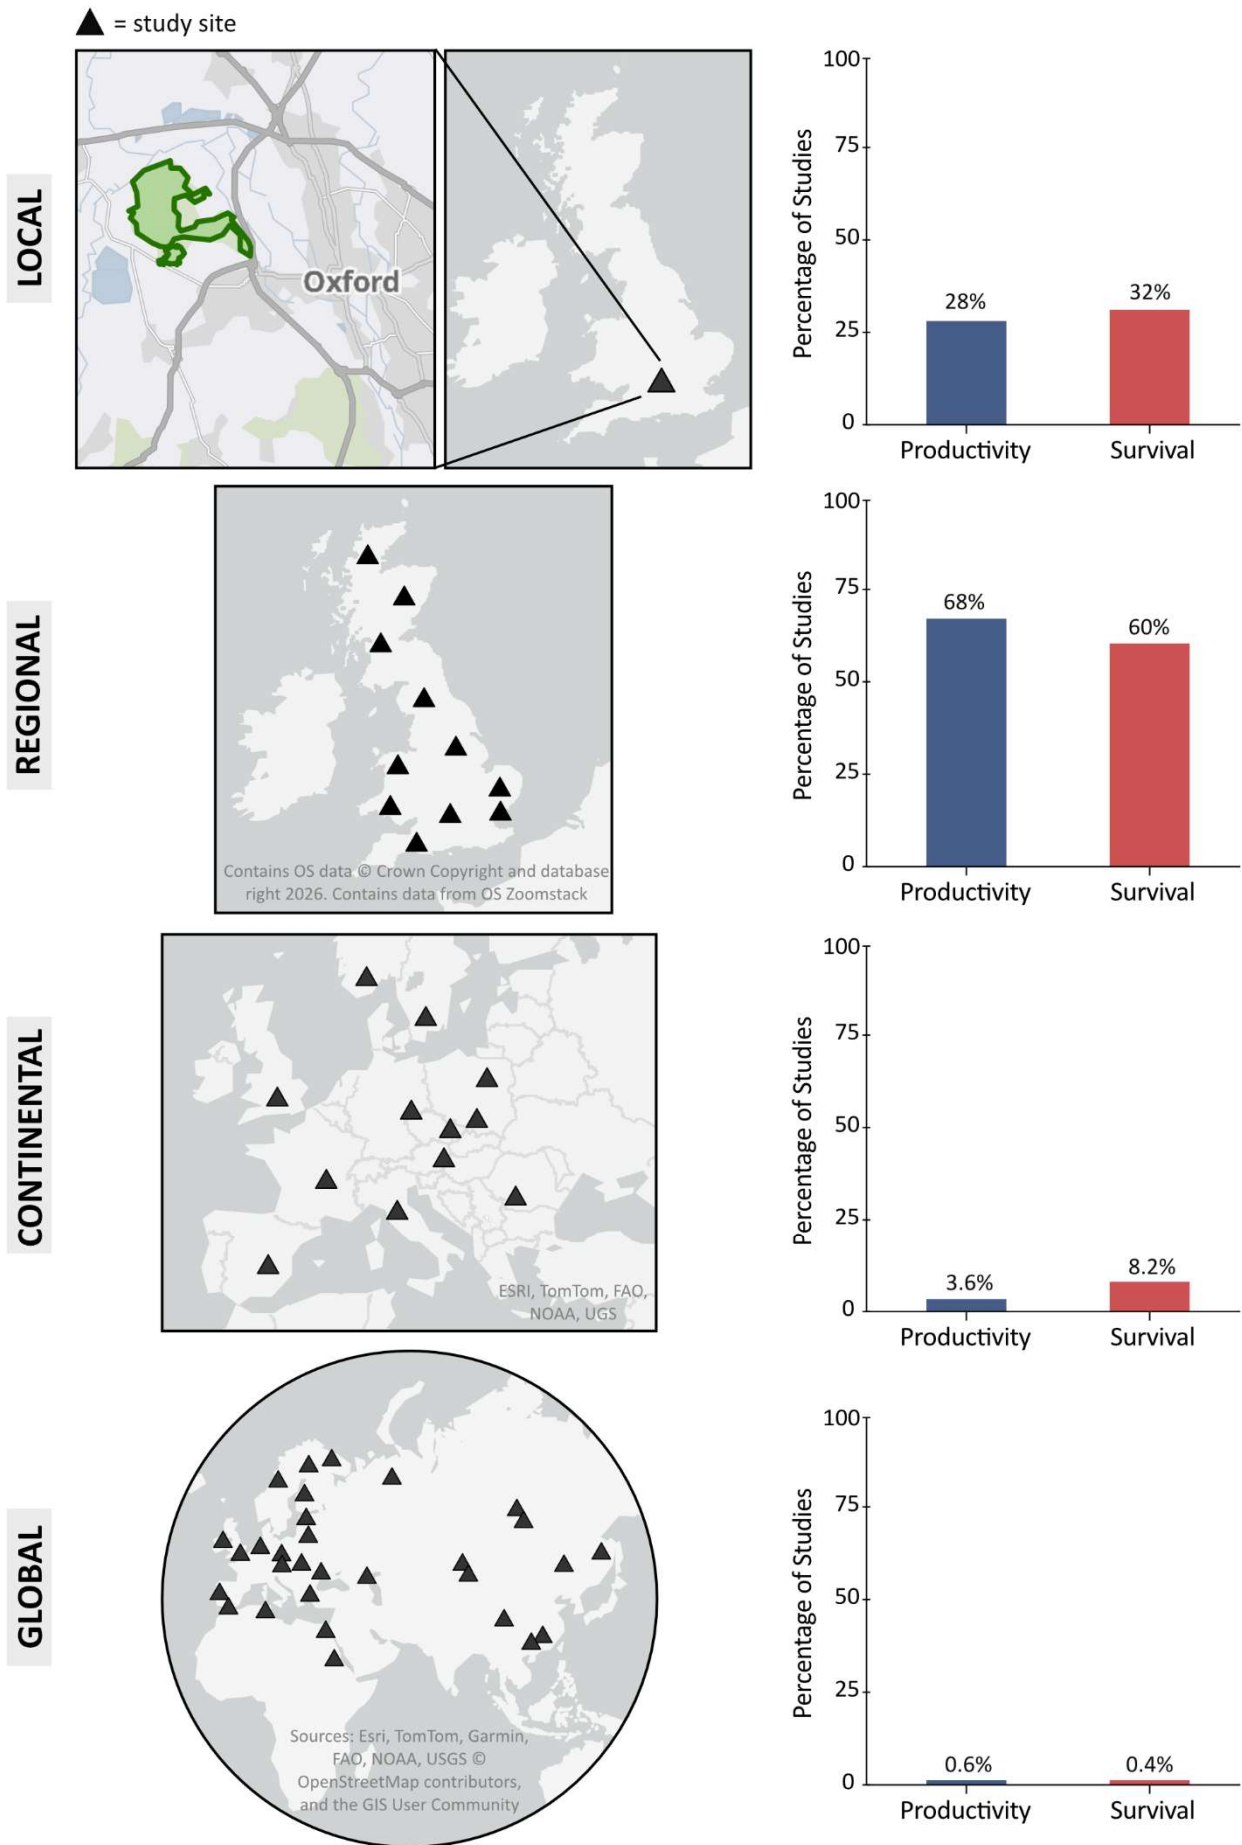 = study site
LOCAL
Oxford
Percentage of Studies
100
75
50
25
0
28%
32%
Productivity
Survival
REGIONAL
Contains OS data © Crown Copyright and database
right 2026. Contains data from OS Zoomstack
Percentage of Studies
100
75
50
25
0
68%
60%
Productivity
Survival
CONTINENTAL
ESRI, TomTom, FAO,
NOAA, UGS
Percentage of Studies
100
75
50
25
0
3.6%
8.2%
Productivity
Survival
GLOBAL
Sources: Esri, TomTom, Garmin,
FAO, NOAA, USGS ©
OpenStreetMap contributors,
and the GIS User Community
Percentage of Studies
100
75
50
25
0
0.6%
0.4%
Productivity
Survival